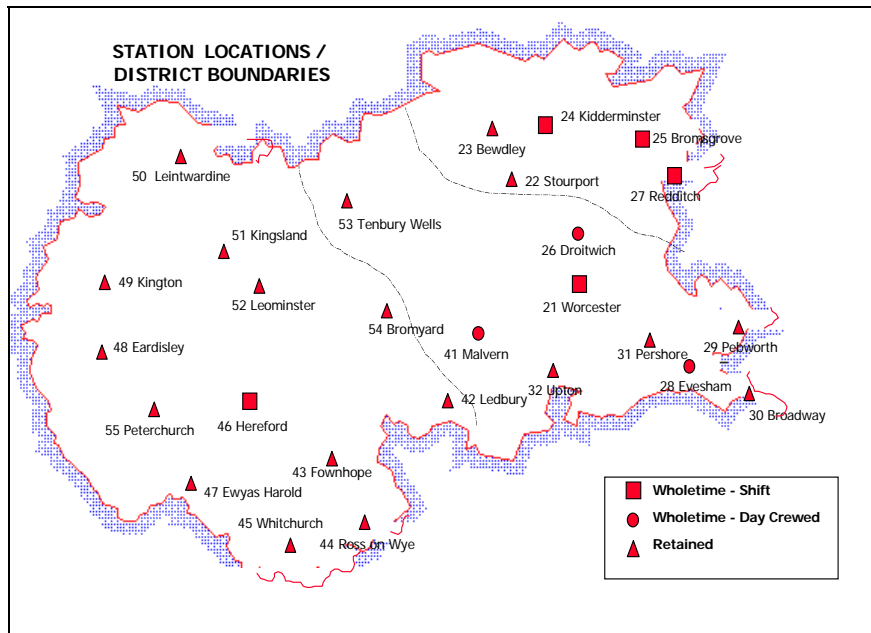 STATION LOCATIONS /
DISTRICT BOUNDARIES
24 Kidderminster
25 Bromsgrove
23 Bewdley
50 Leintwardine
22 Stourport
27 Redditch
53 Tenbury Wells
51 Kingsland
26 Droitwich
49 Kington
52 Leominster
21 Worcester
54 Bromyard
29 Pebworth
48 Eardisley
41 Malvern
31 Pershore
28 Evesham
32 Upton
42 Ledbury
30 Broadway
55 Peterchurch
46 Hereford
43 Fownhope
47 Ewyas Harold
45 Whitchurch
44 Ross on Wye
Wholetime - Shift
Wholetime - Day Crewed
Retained